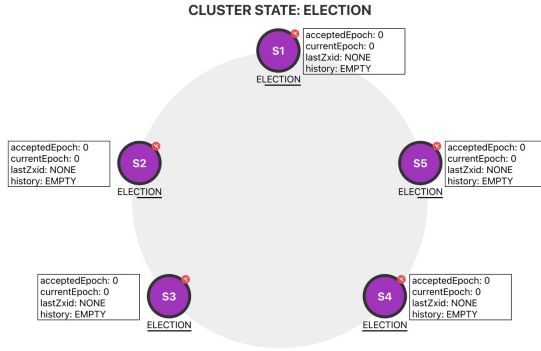 CLUSTER STATE: ELECTION
S1
acceptedEpoch: 0
currentEpoch: 0
lastZxid: NONE
history: EMPTY
ELECTION
acceptedEpoch: 0
currentEpoch: 0
lastZxid: NONE
history: EMPTY
S2
ELECTION
S5
acceptedEpoch: 0
currentEpoch: 0
lastZxid: NONE
history: EMPTY
ELECTION
acceptedEpoch: 0
currentEpoch: 0
lastZxid: NONE
history: EMPTY
S3
ELECTION
S4
acceptedEpoch: 0
currentEpoch: 0
lastZxid: NONE
history: EMPTY
ELECTION